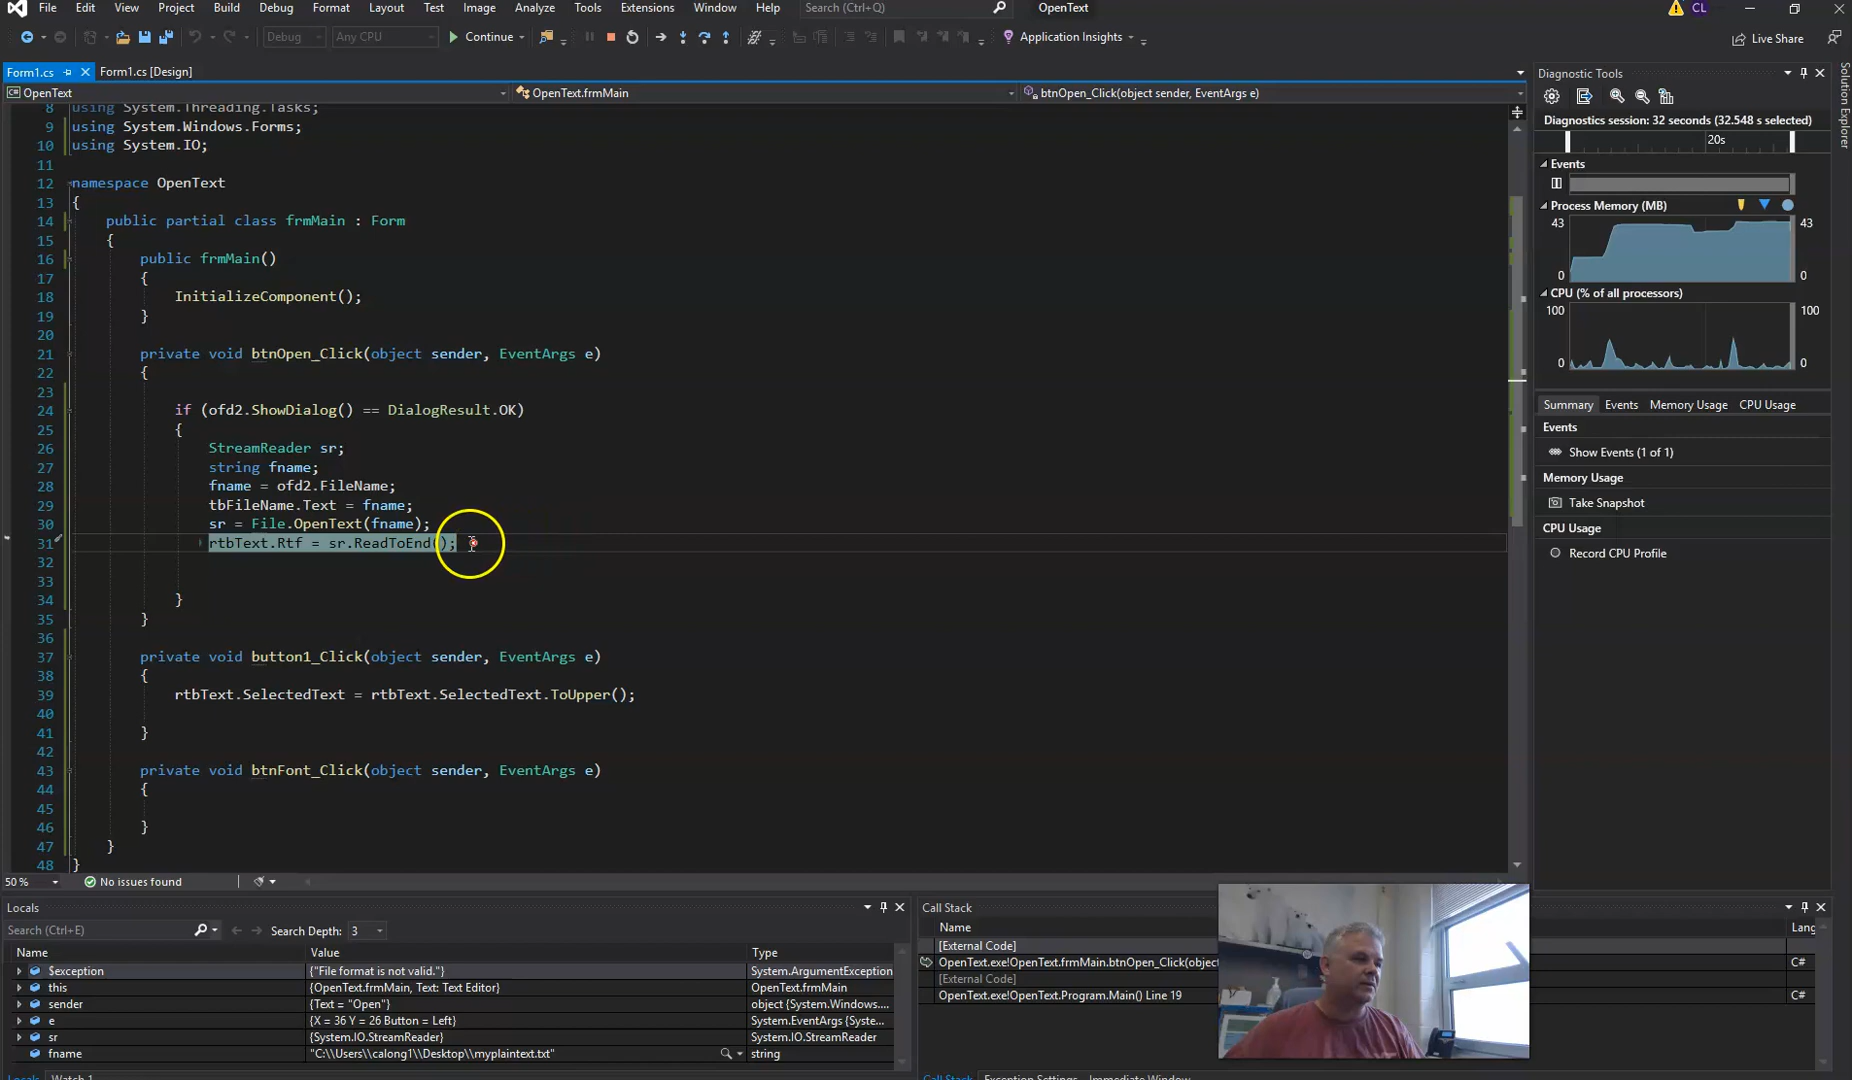 File Edit View Project Build Debug Format Layout Test Image Analyze Tools Extensions Window Help Search (Ctrl+Q) OpenText CL
Debug Any CPU Continue Application Insights Live Share
Form1.cs Form1.cs [Design]
OpenText OpenText.frmMain btnOpen_Click(object sender, EventArgs e)
8 using System.Threading.Tasks;
9 using System.Windows.Forms;
10 using System.IO;
11
12 namespace OpenText
13 {
14 public partial class frmMain : Form
15 {
16 public frmMain()
17 {
18 InitializeComponent();
19 }
20
21 private void btnOpen_Click(object sender, EventArgs e)
22 {
23
24 if (ofd2.ShowDialog() == DialogResult.OK)
25 {
26 StreamReader sr;
27 string fname;
28 fname = ofd2.FileName;
29 tbFileName.Text = fname;
30 sr = File.OpenText(fname);
31 rtbText.Rtf = sr.ReadToEnd();
32
33
34 }
35 }
36
37 private void button1_Click(object sender, EventArgs e)
38 {
39 rtbText.SelectedText = rtbText.SelectedText.ToUpper();
40
41 }
42
43 private void btnFont_Click(object sender, EventArgs e)
44 {
45
46 }
47 }
48 }
50 % No issues found
Diagnostic Tools
Diagnostics session: 32 seconds (32.548 s selected)
20s
Events
Process Memory (MB)
43 43
0 0
CPU (% of all processors)
100 100
0 0
Summary Events Memory Usage CPU Usage
Events
Show Events (1 of 1)
Memory Usage
Take Snapshot
CPU Usage
Record CPU Profile
Solution Explorer
Locals
Search (Ctrl+E) Search Depth: 3
Name Value Type
$exception {"File format is not valid."} System.ArgumentException
this {OpenText.frmMain, Text: Text Editor} OpenText.frmMain
sender {Text = "Open"} object {System.Windows...
e {X = 36 Y = 26 Button = Left} System.EventArgs {Syste...
sr {System.IO.StreamReader} System.IO.StreamReader
fname "C:\\Users\\calong1\\Desktop\\myplaintext.txt" string
Locals Watch 1
Call Stack
Name Lang
[External Code]
OpenText.exe!OpenText.frmMain.btnOpen_Click(object C#
[External Code]
OpenText.exe!OpenText.Program.Main() Line 19 C#
Call Stack Exception Settings Immediate Window